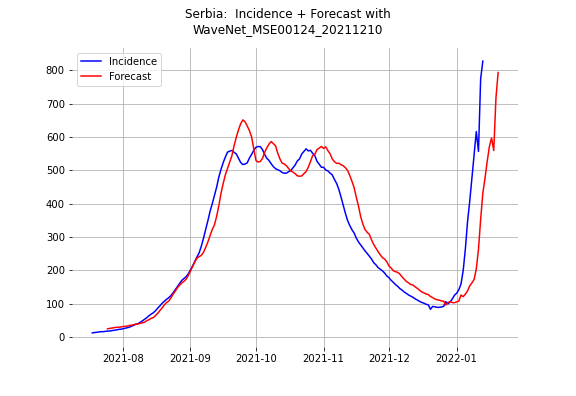 Serbia:  Incidence + Forecast with
WaveNet_MSE00124_20211210
Incidence
Forecast
800
700
600
500
400
300
200
100
0
2021-08 2021-09 2021-10 2021-11 2021-12 2022-01